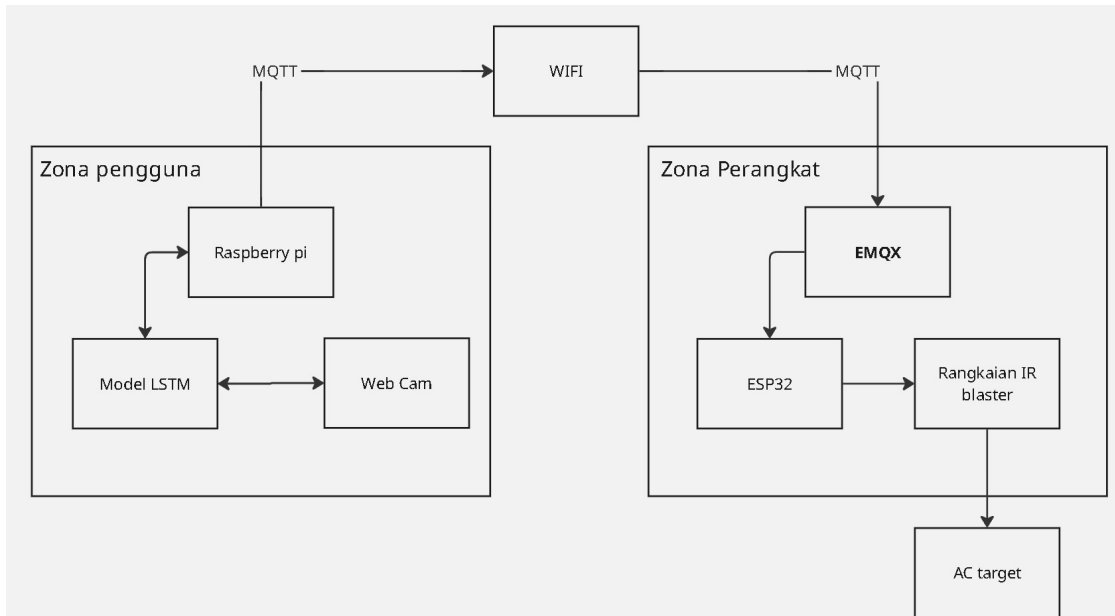 MQTT
WIFI
MQTT
Zona pengguna
Raspberry pi
Model LSTM
Web Cam
Zona Perangkat
EMQX
ESP32
Rangkaian IR
blaster
AC target